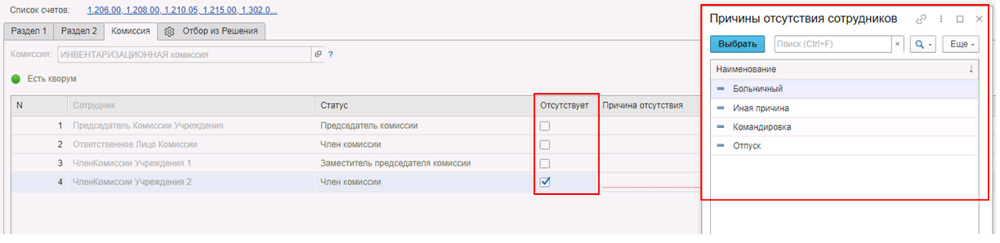 Список счетов: 1.206.00, 1.208.00, 1.210.05, 1.215.00, 1.302.0...
Раздел 1 Раздел 2 Комиссия Отбор из Решения
Комиссия: ИНВЕНТАРИЗАЦИОННАЯ комиссия ?
Есть кворум
N Сотрудник Статус Отсутствует Причина отсутствия
1 Председатель Комиссии Учреждения Председатель комиссии
2 Ответственное Лицо Комиссии Член комиссии
3 ЧленКомиссии Учреждения 1 Заместитель председателя комиссии
4 ЧленКомиссии Учреждения 2 Член комиссии
Причины отсутствия сотрудников
Выбрать Поиск (Ctrl+F) × Еще
Наименование
Больничный
Иная причина
Командировка
Отпуск